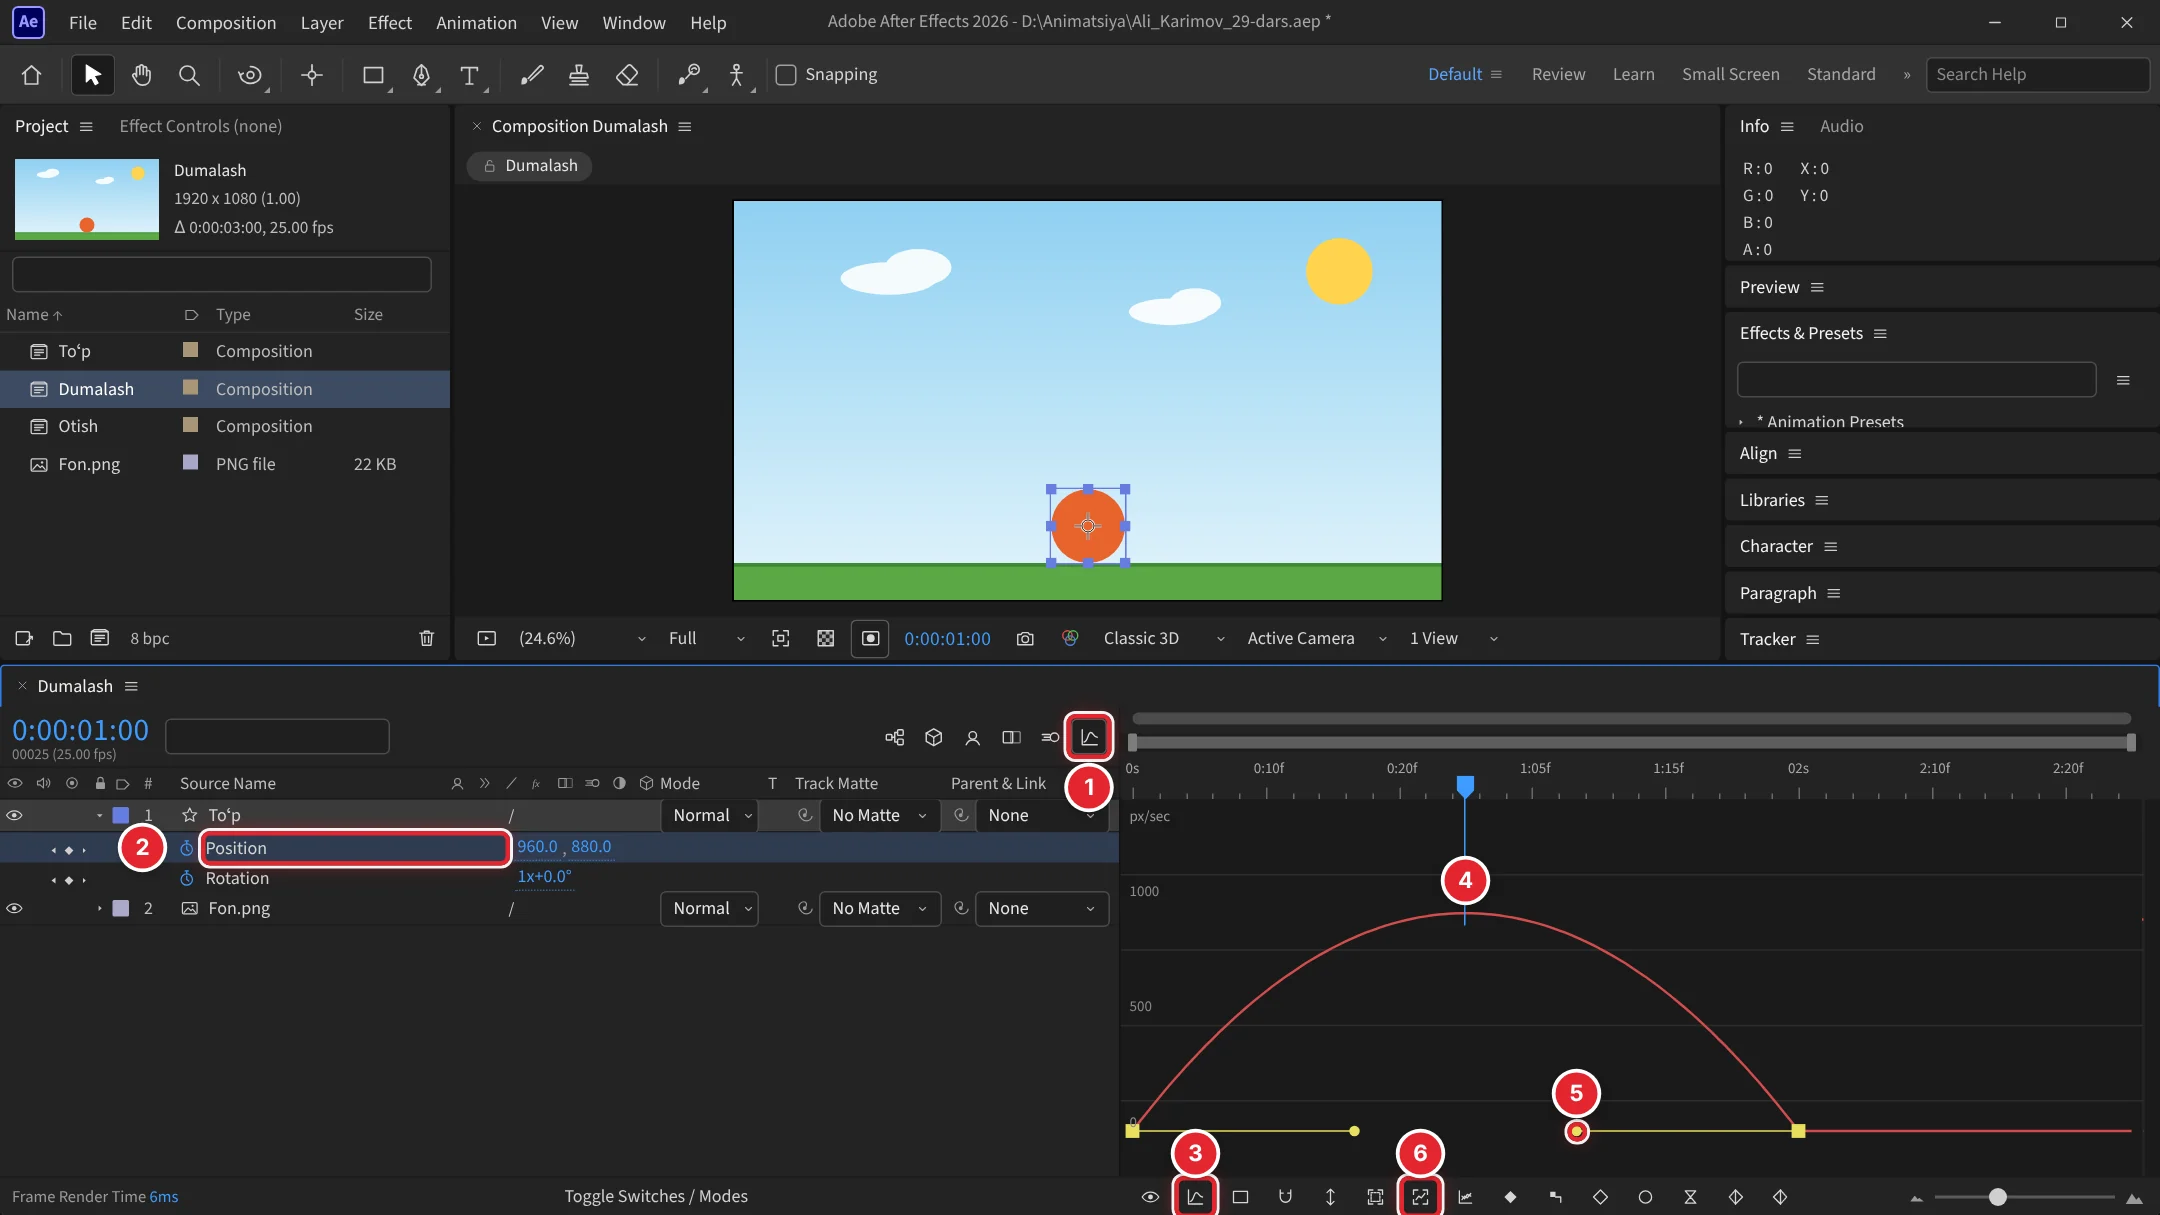 Ae File Edit Composition Layer Effect Animation View Window Help Adobe After Effects 2026 - D:\Animatsiya\Ali_Karimov_29-dars.aep *
Snapping Default Review Learn Small Screen Standard » Search Help
Project Effect Controls (none)
Dumalash
1920 x 1080 (1.00)
Δ 0:00:03:00, 25.00 fps
Name Type Size
Toʻp Composition
Dumalash Composition
Otish Composition
Fon.png PNG file 22 KB
8 bpc
Composition Dumalash
Dumalash
(24.6%) Full 0:00:01:00 Classic 3D Active Camera 1 View
Info Audio
R : 0 X : 0
G : 0 Y : 0
B : 0
A : 0
Preview
Effects & Presets
* Animation Presets
Align
Libraries
Character
Paragraph
Tracker
Dumalash
0:00:01:00
00025 (25.00 fps)
1
# Source Name fx Mode T Track Matte Parent & Link
1 Toʻp Normal No Matte None
2 Position 960.0 , 880.0
Rotation 1x+0.0°
2 Fon.png Normal No Matte None
0s 0:10f 0:20f 1:05f 1:15f 02s 2:10f 2:20f
px/sec
4
1000
500
5
0
3 6
Frame Render Time 6ms Toggle Switches / Modes